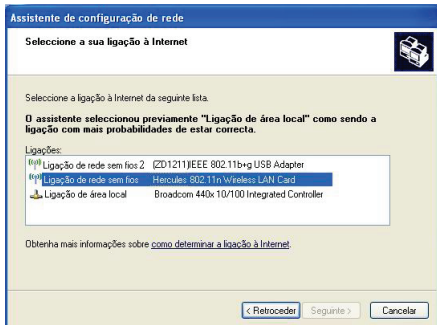 Assistente de configuração de rede
Seleccione a sua ligação à Internet
Seleccione a ligação à Internet da seguinte lista.
O assistente seleccionou previamente "Ligação de área local" como sendo a
ligação com mais probabilidades de estar correcta.
Ligações:
Ligação de rede sem fios 2 (ZD1211)IEEE 802.11b+g USB Adapter
Ligação de rede sem fios Hercules 802.11n Wireless LAN Card
Ligação de área local Broadcom 440x 10/100 Integrated Controller
Obtenha mais informações sobre como determinar a ligação à Internet.
< Retroceder Seguinte > Cancelar